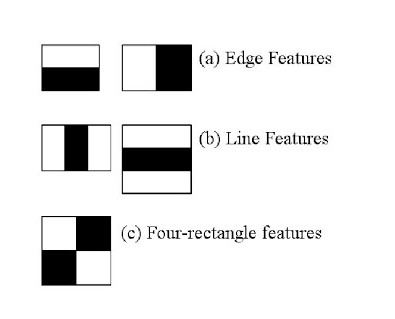 (a) Edge Features
(b) Line Features
(c) Four-rectangle features